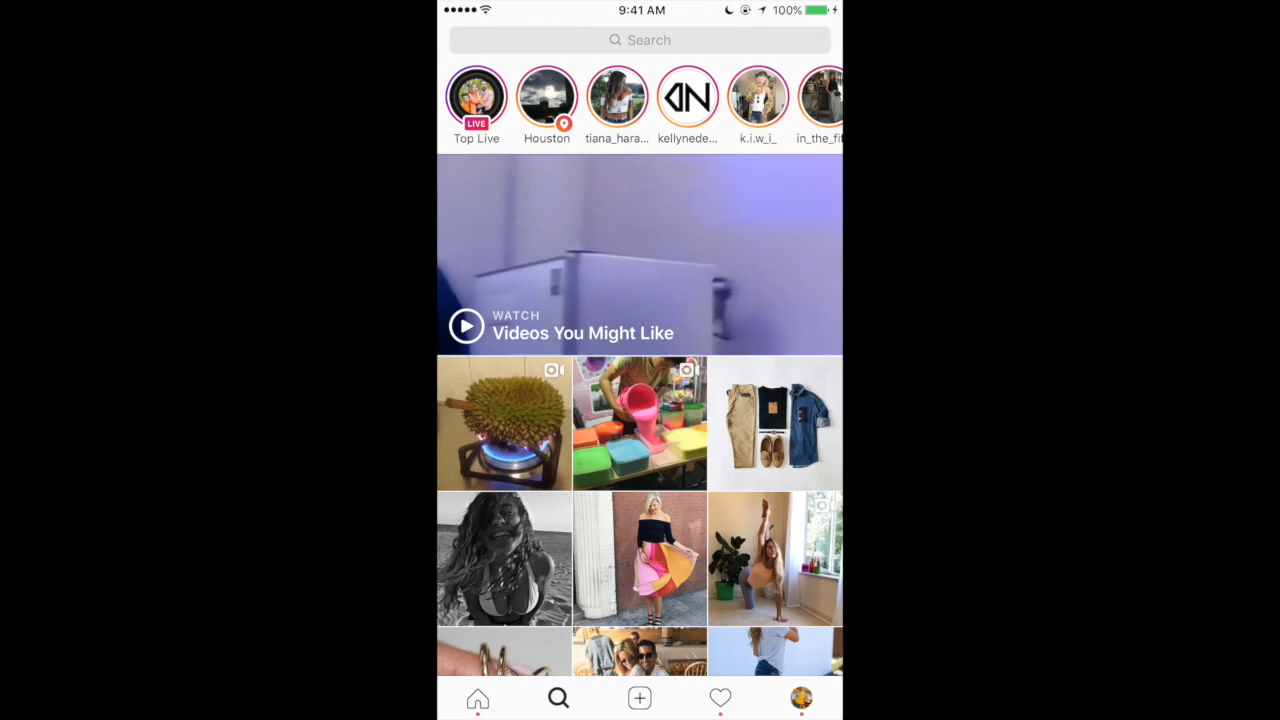 9:41 AM
100%
Search
LIVE
Top Live
Houston
tiana_hara...
kellynede...
k.i.w_i_
in_the_fi
WATCH
Videos You Might Like